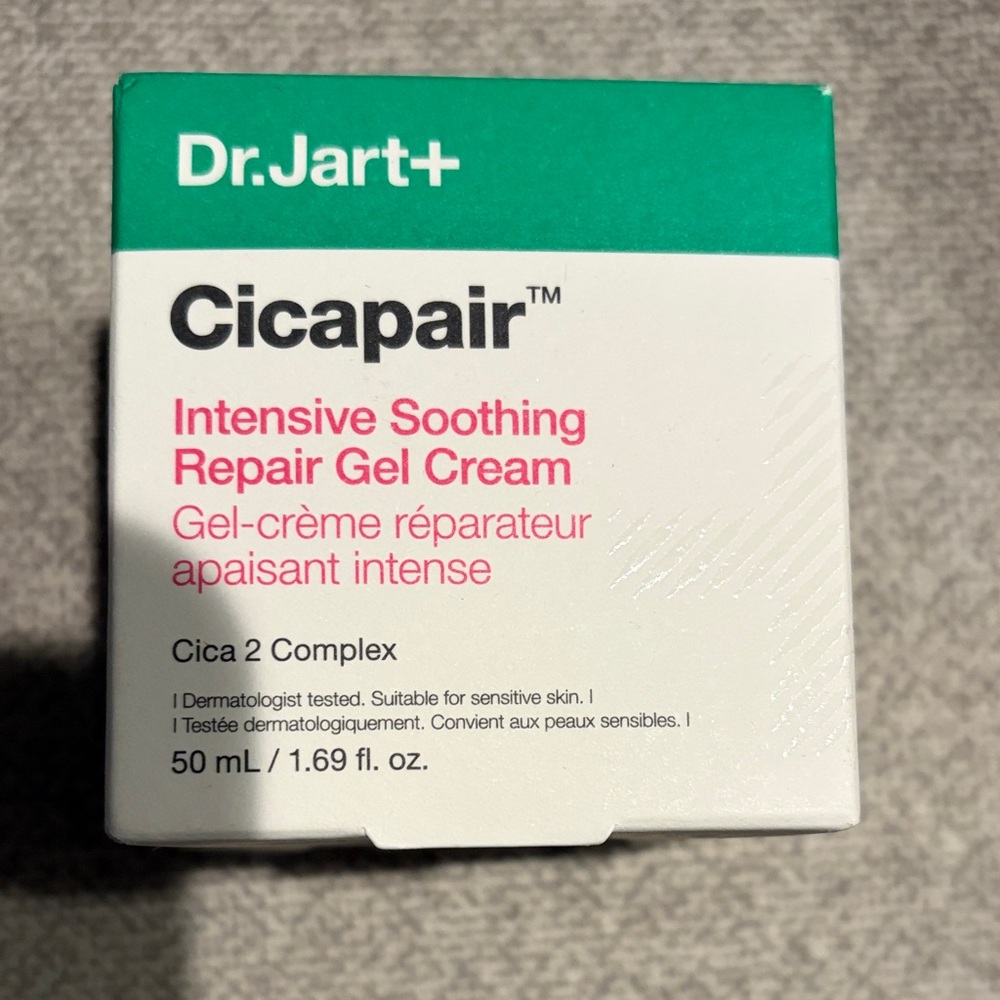 Dr.Jart+
Cicapair™
Intensive Soothing
Repair Gel Cream
Gel-crème réparateur
apaisant intense
Cica 2 Complex
| Dermatologist tested. Suitable for sensitive skin. |
| Testée dermatologiquement. Convient aux peaux sensibles. |
50 mL / 1.69 fl. oz.